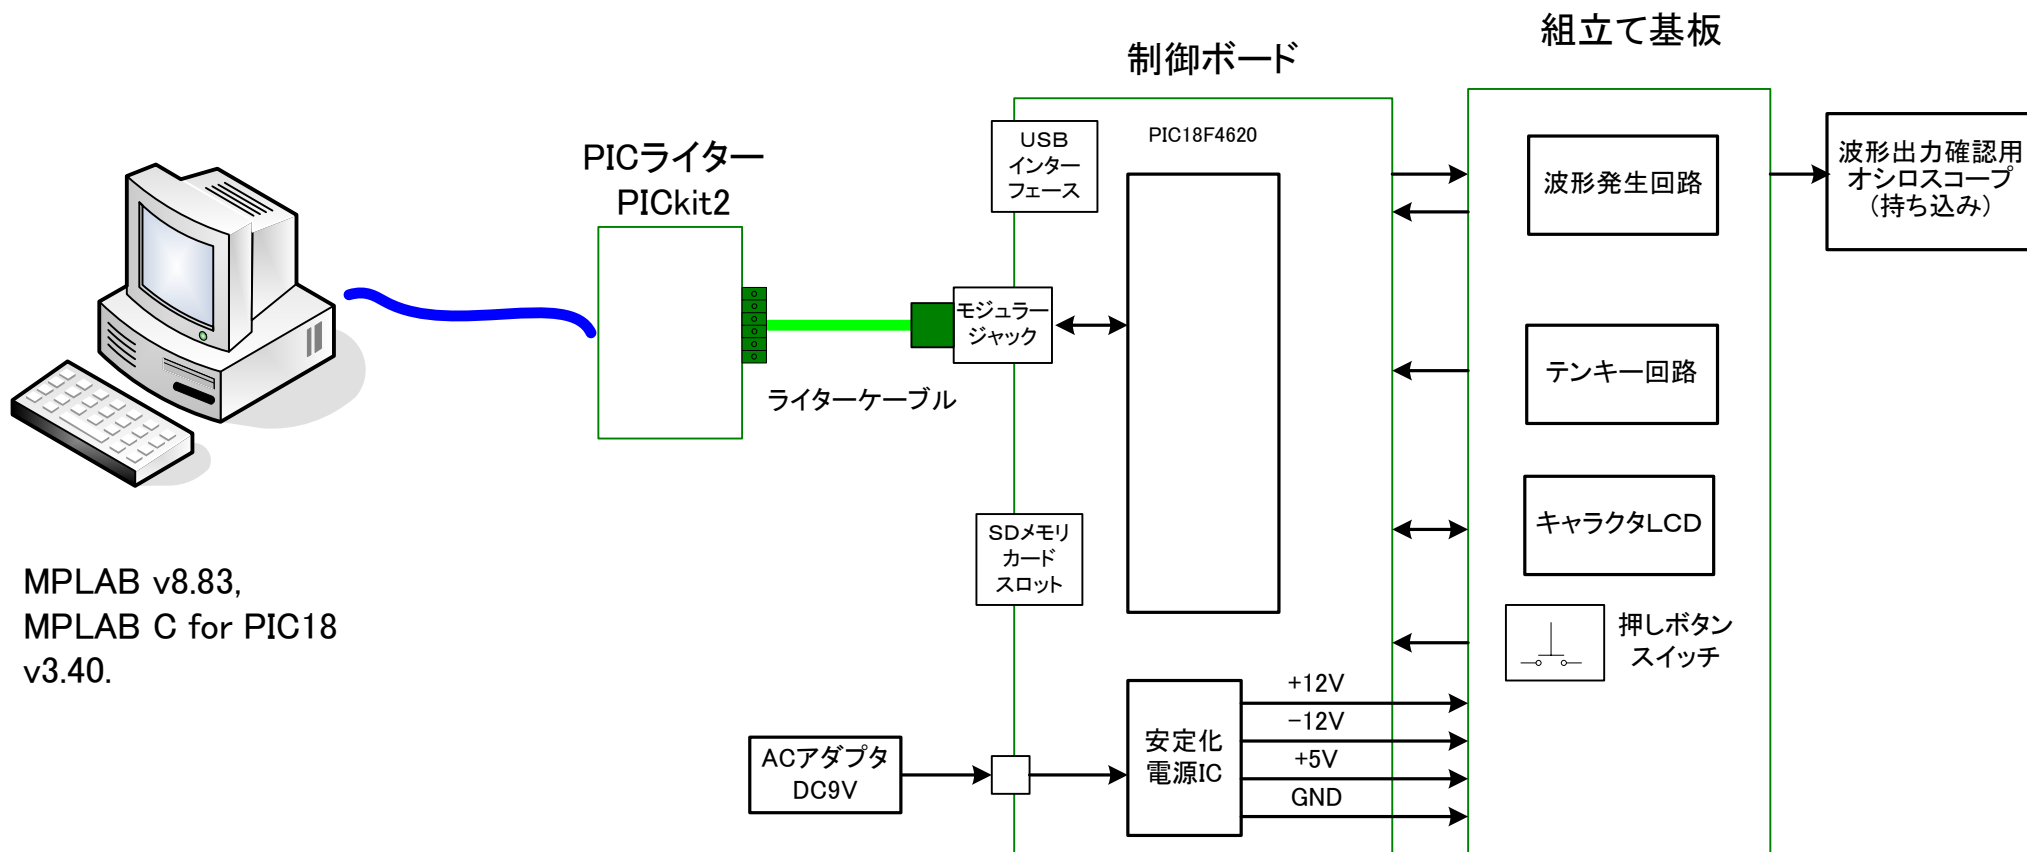 組立て基板
制御ボード
PIC18F4620
USB
インター
フェース
PICライター
PICkit2
波形発生回路
波形出力確認用
オシロスコープ
(持ち込み)
モジュラー
ジャック
ライターケーブル
テンキー回路
SDメモリ
カード
スロット
キャラクタLCD
MPLAB v8.83,
MPLAB C for PIC18
v3.40.
押しボタン
スイッチ
ACアダプタ
DC9V
安定化
電源IC
+12V
-12V
+5V
GND